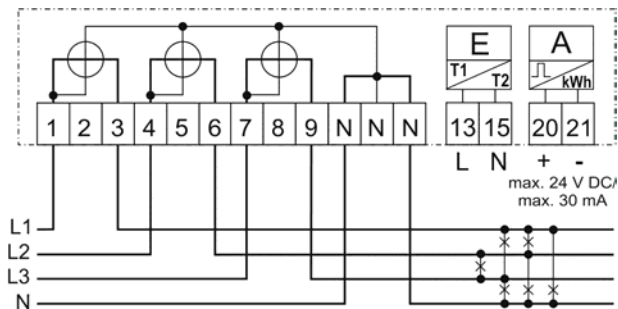 E A
T1 T2 kWh
1 2 3 4 5 6 7 8 9 N N N 13 15 20 21
L N + -
max. 24 V DC/
max. 30 mA
L1
L2
L3
N